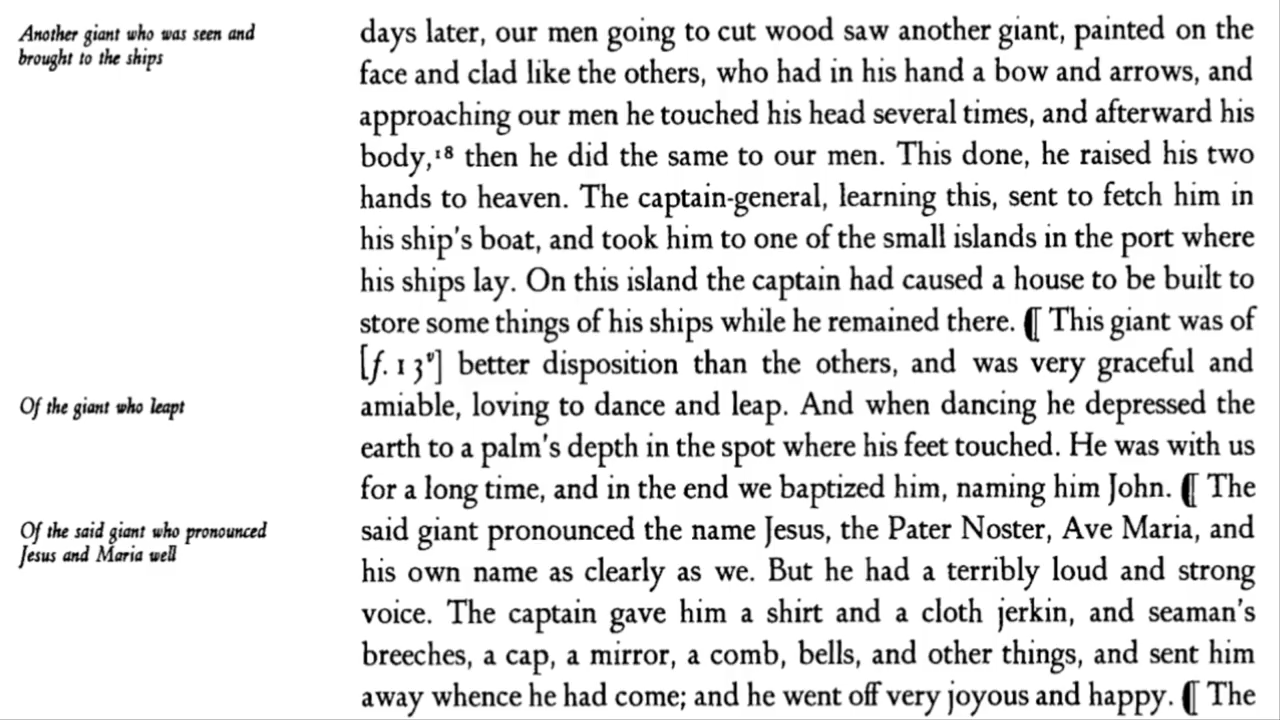 Another giant who was seen and
brought to the ships
days later, our men going to cut wood saw another giant, painted on the
face and clad like the others, who had in his hand a bow and arrows, and
approaching our men he touched his head several times, and afterward his
body,¹⁸ then he did the same to our men. This done, he raised his two
hands to heaven. The captain-general, learning this, sent to fetch him in
his ship's boat, and took him to one of the small islands in the port where
his ships lay. On this island the captain had caused a house to be built to
store some things of his ships while he remained there. ¶ This giant was of
[f. 13ᵛ] better disposition than the others, and was very graceful and
Of the giant who leapt
amiable, loving to dance and leap. And when dancing he depressed the
earth to a palm's depth in the spot where his feet touched. He was with us
for a long time, and in the end we baptized him, naming him John. ¶ The
Of the said giant who pronounced
Jesus and Maria well
said giant pronounced the name Jesus, the Pater Noster, Ave Maria, and
his own name as clearly as we. But he had a terribly loud and strong
voice. The captain gave him a shirt and a cloth jerkin, and seaman's
breeches, a cap, a mirror, a comb, bells, and other things, and sent him
away whence he had come; and he went off very joyous and happy. ¶ The